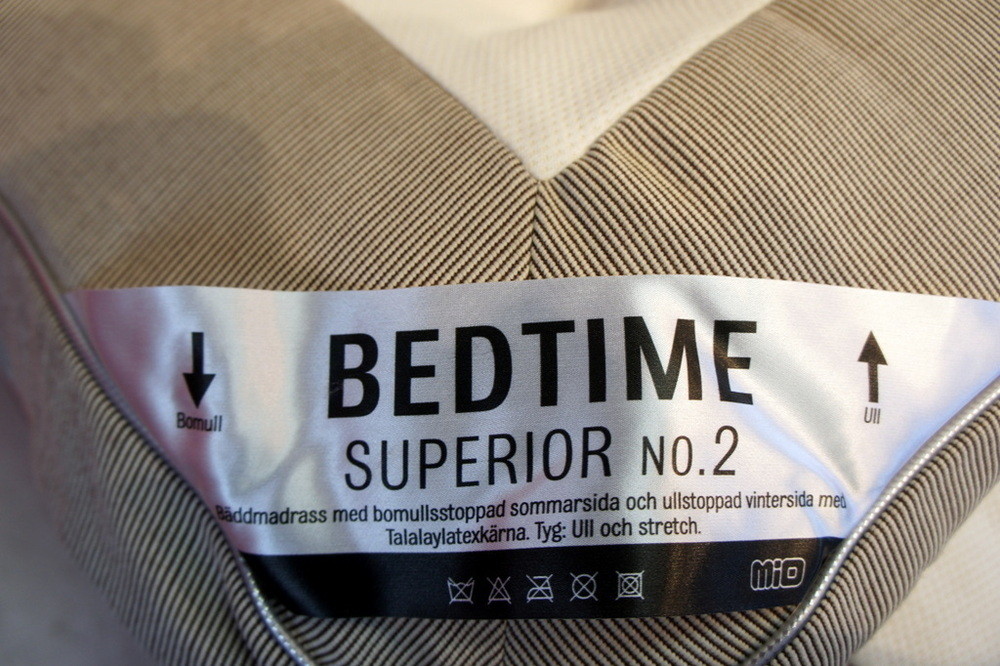 BEDTIME
SUPERIOR NO.2
Bomull
Ull
Bäddmadrass med bomullsstoppad sommarsida och ullstoppad vintersida med
Talalaylatexkärna. Tyg: Ull och stretch.
MiO